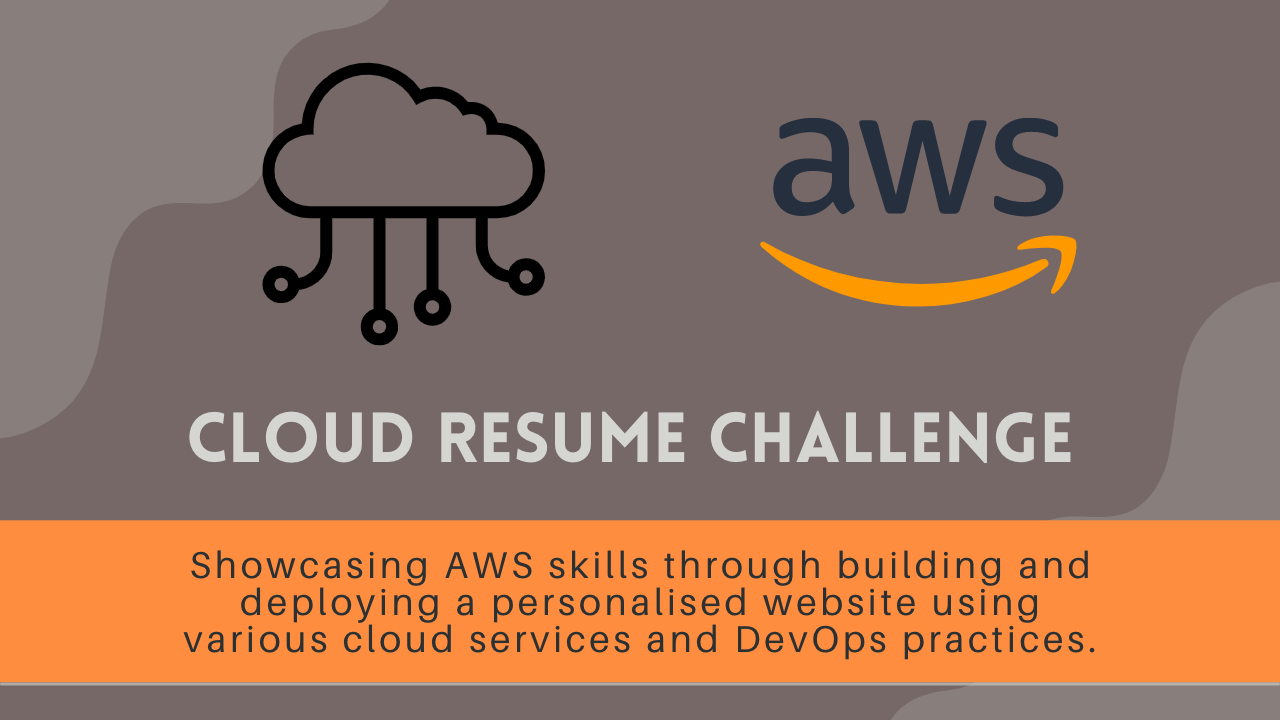 aws
CLOUD RESUME CHALLENGE
Showcasing AWS skills through building and
deploying a personalised website using
various cloud services and DevOps practices.